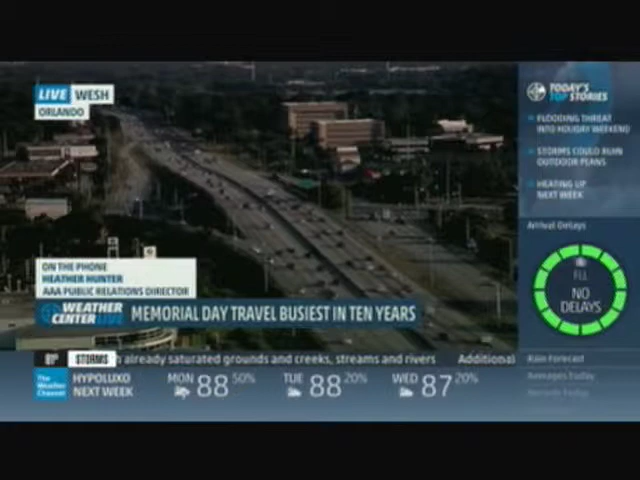 LIVE WESH
ORLANDO
TODAY'S
TOP STORIES
FLOODING THREAT
INTO HOLIDAY WEEKEND
STORMS COULD RUIN
OUTDOOR PLANS
HEATING UP
NEXT WEEK
Arrival Delays
FLL
NO
DELAYS
ON THE PHONE
HEATHER HUNTER
AAA PUBLIC RELATIONS DIRECTOR
WEATHER
CENTER LIVE
MEMORIAL DAY TRAVEL BUSIEST IN TEN YEARS
STORMS already saturated grounds and creeks, streams and rivers Additional
Rain Forecast
Averages Today
The
Weather
Channel
HYPOLUXO
NEXT WEEK
MON 88 50%
TUE 88 20%
WED 87 20%